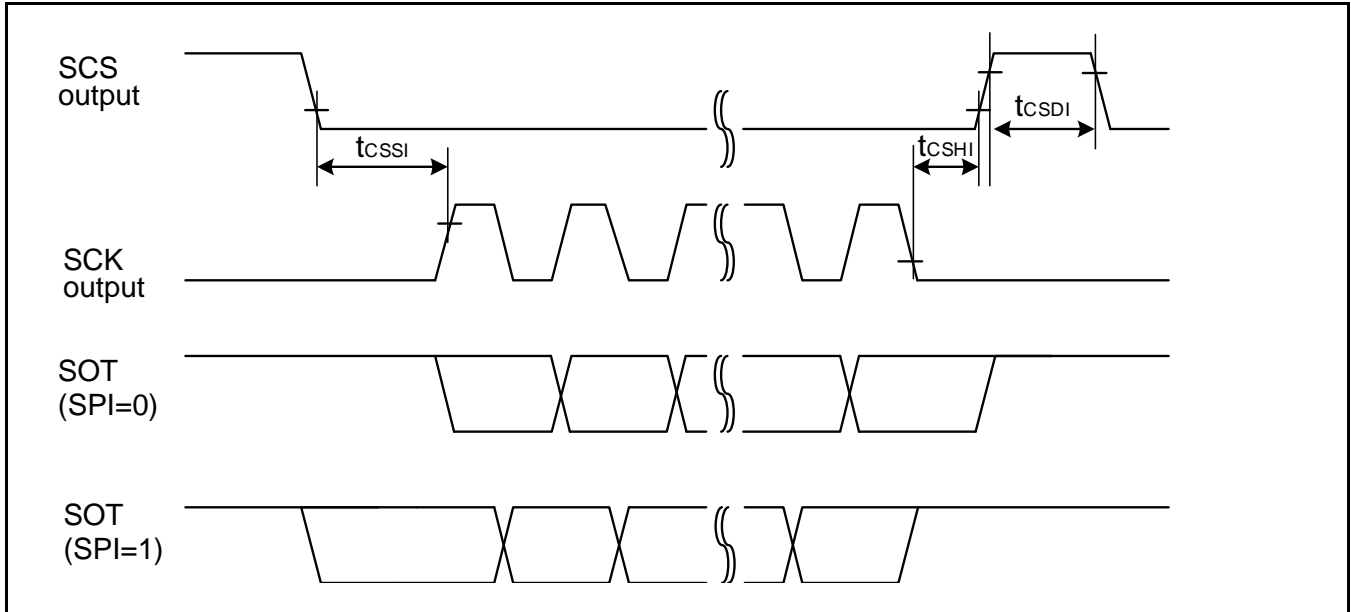 SCS
output
tCSDI
tCSSI
tCSHI
SCK
output
SOT
(SPI=0)
SOT
(SPI=1)